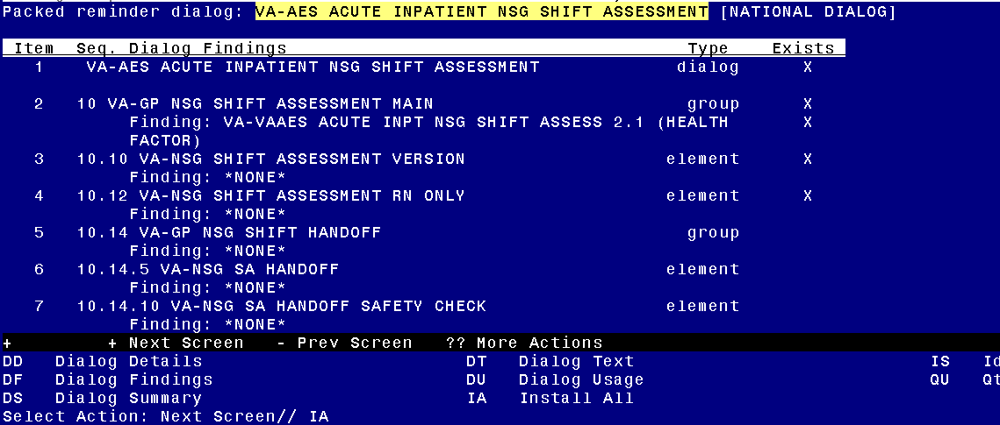 Packed reminder dialog: VA-AES ACUTE INPATIENT NSG SHIFT ASSESSMENT [NATIONAL DIALOG]
Item Seq. Dialog Findings Type Exists
1 VA-AES ACUTE INPATIENT NSG SHIFT ASSESSMENT dialog X
2 10 VA-GP NSG SHIFT ASSESSMENT MAIN group X
Finding: VA-VAAES ACUTE INPT NSG SHIFT ASSESS 2.1 (HEALTH X
FACTOR)
3 10.10 VA-NSG SHIFT ASSESSMENT VERSION element X
Finding: *NONE*
4 10.12 VA-NSG SHIFT ASSESSMENT RN ONLY element X
Finding: *NONE*
5 10.14 VA-GP NSG SHIFT HANDOFF group
Finding: *NONE*
6 10.14.5 VA-NSG SA HANDOFF element
Finding: *NONE*
7 10.14.10 VA-NSG SA HANDOFF SAFETY CHECK element
Finding: *NONE*
+ + Next Screen - Prev Screen ?? More Actions
DD Dialog Details DT Dialog Text IS
DF Dialog Findings DU Dialog Usage QU
DS Dialog Summary IA Install All
Select Action: Next Screen// IA